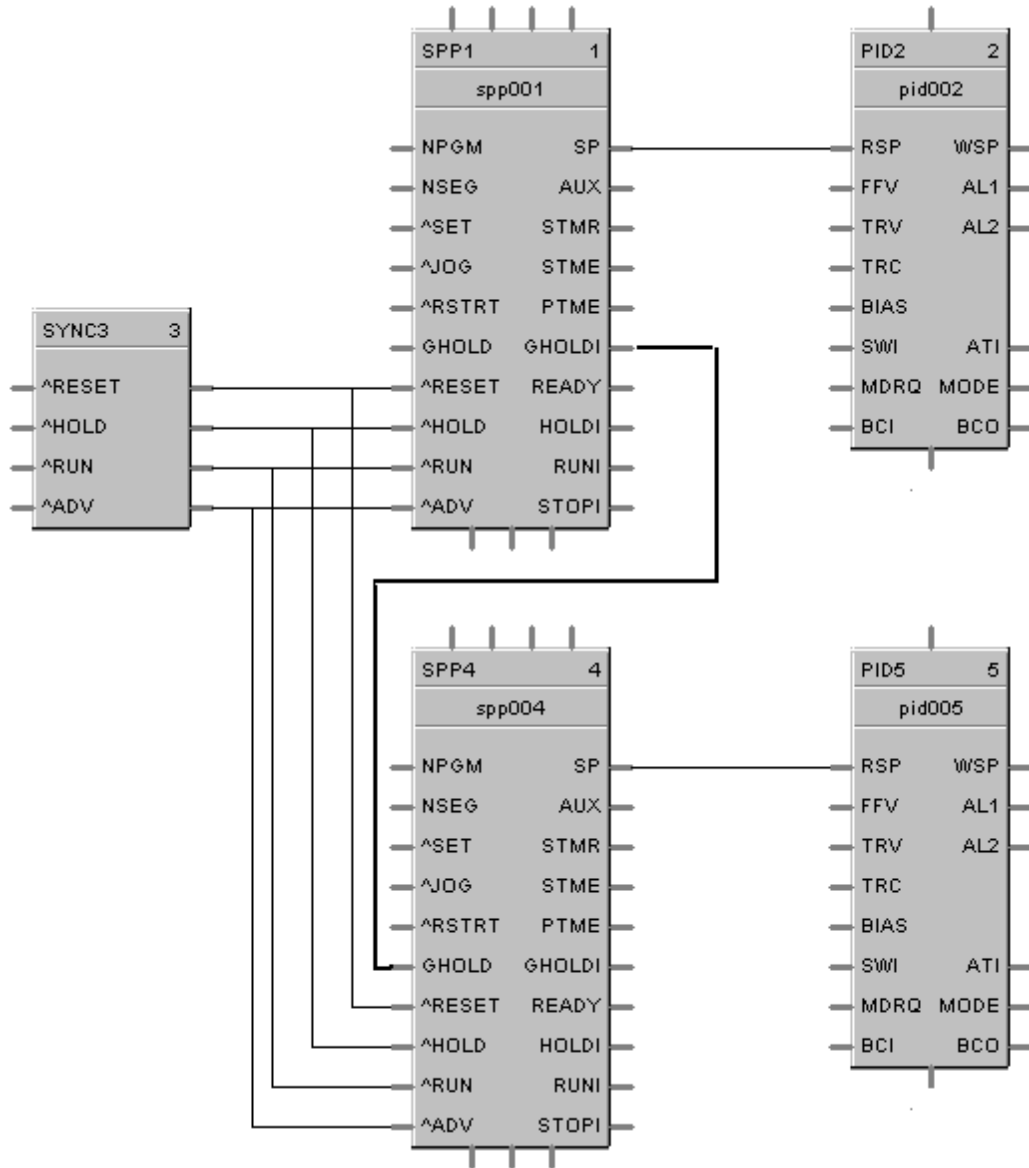 SPP1 1
spp001
NPGM SP
NSEG AUX
^SET STMR
^JOG STME
^RSTRT PTME
GHOLD GHOLDI
^RESET READY
^HOLD HOLDI
^RUN RUNI
^ADV STOPI
PID2 2
pid002
RSP WSP
FFV AL1
TRV AL2
TRC
BIAS
SWI ATI
MDRQ MODE
BCI BCO
SYNC3 3
^RESET
^HOLD
^RUN
^ADV
SPP4 4
spp004
NPGM SP
NSEG AUX
^SET STMR
^JOG STME
^RSTRT PTME
GHOLD GHOLDI
^RESET READY
^HOLD HOLDI
^RUN RUNI
^ADV STOPI
PID5 5
pid005
RSP WSP
FFV AL1
TRV AL2
TRC
BIAS
SWI ATI
MDRQ MODE
BCI BCO